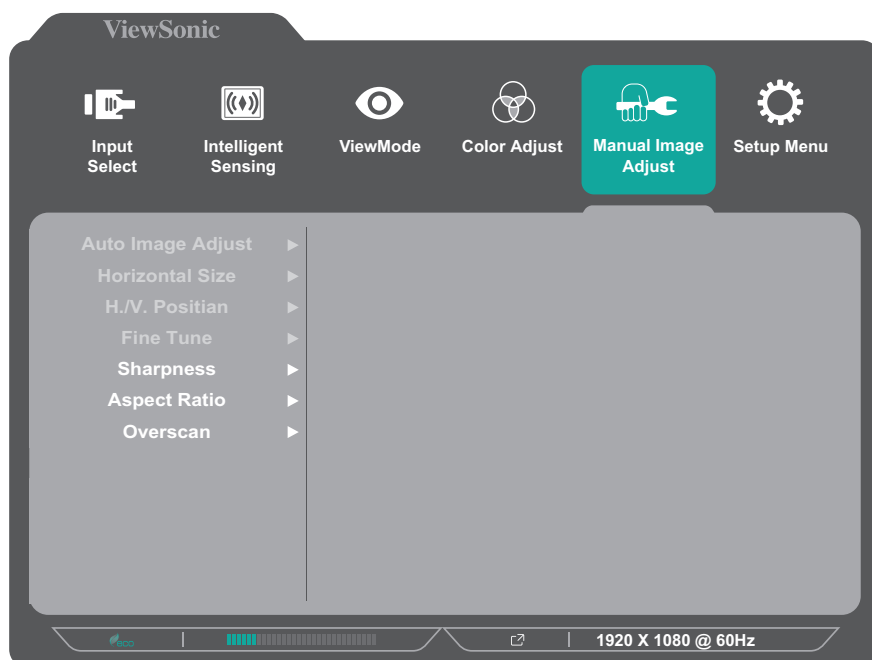 ViewSonic
Input
Select
Intelligent
Sensing
ViewMode
Color Adjust
Manual Image
Adjust
Setup Menu
Auto Image Adjust
Horizontal Size
H./V. Positian
Fine Tune
Sharpness
Aspect Ratio
Overscan
eco
1920 X 1080 @ 60Hz